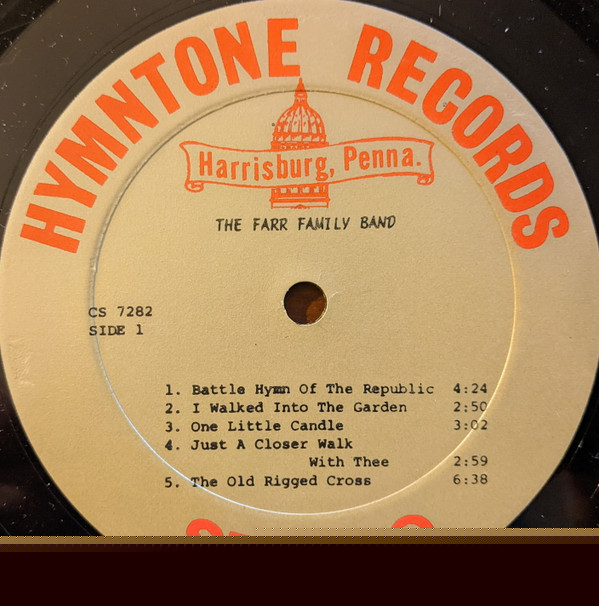 HYMNTONE RECORDS
Harrisburg, Penna.
THE FARR FAMILY BAND
CS 7282
SIDE 1
1. Battle Hymn Of The Republic 4:24
2. I Walked Into The Garden 2:50
3. One Little Candle 3:02
4. Just A Closer Walk
With Thee 2:59
5. The Old Rigged Cross 6:38